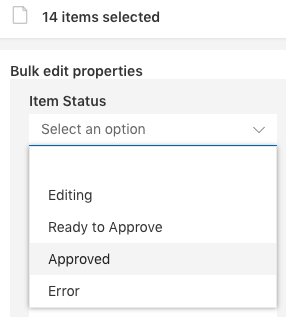 14 items selected
Bulk edit properties
Item Status
Select an option
Editing
Ready to Approve
Approved
Error